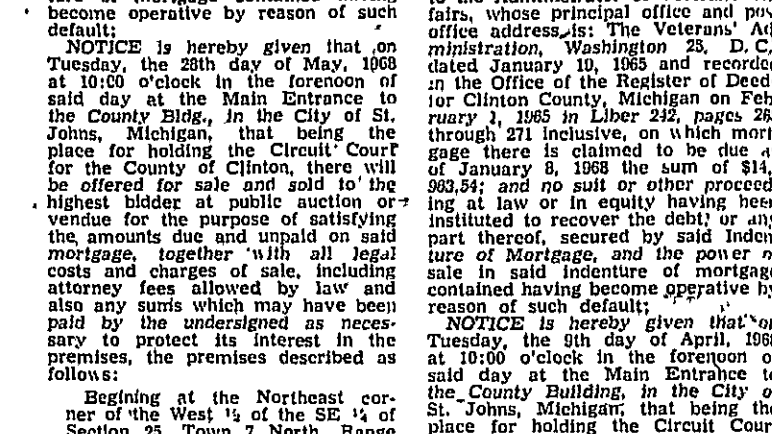 become operative by reason of such
default;
NOTICE is hereby given that on
Tuesday, the 28th day of May, 1968
at 10:00 o'clock in the forenoon of
said day at the Main Entrance to
the County Bldg., in the City of St.
Johns, Michigan, that being the
place for holding the Circuit Court
for the County of Clinton, there will
be offered for sale and sold to the
highest bidder at public auction or
vendue for the purpose of satisfying
the amounts due and unpaid on said
mortgage, together with all legal
costs and charges of sale, including
attorney fees allowed by law and
also any sums which may have been
paid by the undersigned as neces-
sary to protect its interest in the
premises, the premises described as
follows:
Begining at the Northeast cor-
ner of the West ½ of the SE ¼ of
Section 25, Town 7 North, Range
fairs, whose principal office and pos
office address is: The Veterans' Ad
ministration, Washington 25, D. C,
dated January 19, 1965 and recorde
in the Office of the Register of Deed
for Clinton County, Michigan on Feb
ruary 1, 1965 in Liber 242, pages 26
through 271 inclusive, on which mort
gage there is claimed to be due a
of January 8, 1968 the sum of $14,
983,54; and no suit or other proceed
ing at law or in equity having been
instituted to recover the debt, or any
part thereof, secured by said Inden
ture of Mortgage, and the power o
sale in said indenture of mortgage
contained having become operative by
reason of such default;
NOTICE is hereby given that on
Tuesday, the 9th day of April, 1968
at 10:00 o'clock in the forenoon o
said day at the Main Entrance to
the County Building, in the City o
St. Johns, Michigan, that being the
place for holding the Circuit Cour